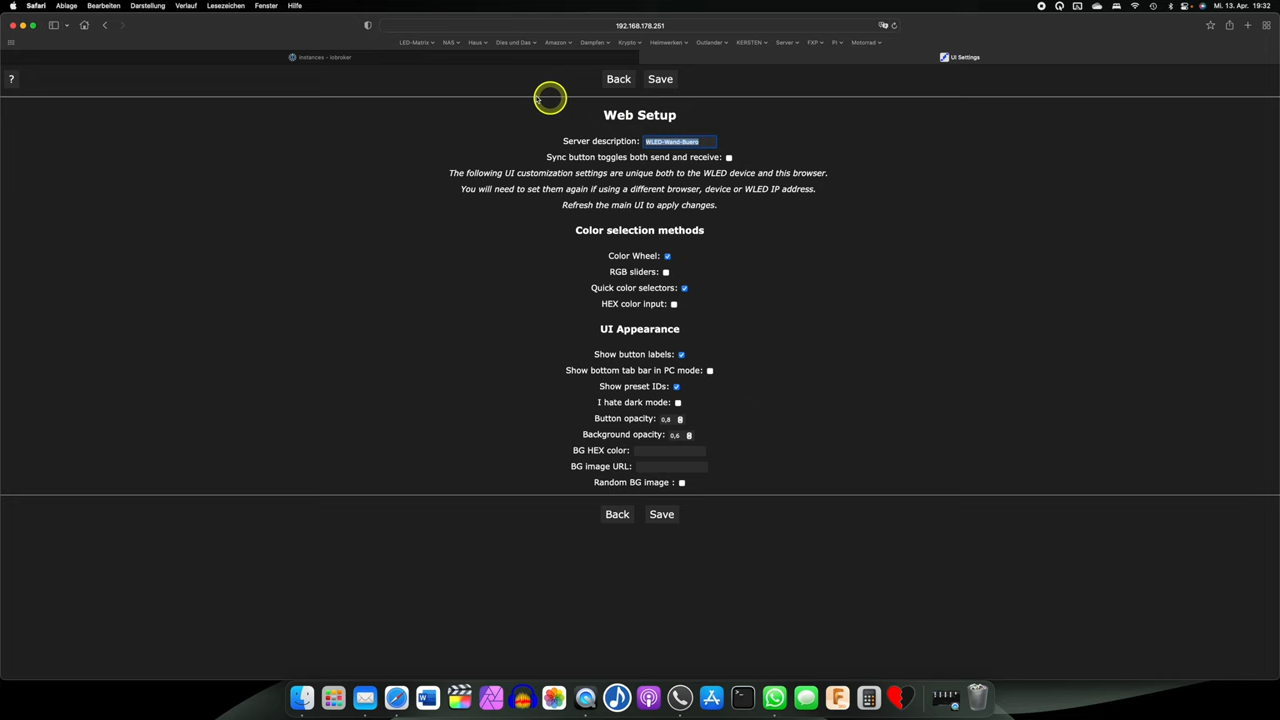 Safari Ablage Bearbeiten Darstellung Verlauf Lesezeichen Fenster Hilfe Mi. 13. Apr. 19:32
192.168.178.251
LED-Matrix NAS Haus Dies und Das Amazon Dampfen Krypto Heimwerken Outlander KERSTEN Server FXP PI Motorrad
instances - iobroker UI Settings
? Back Save
Web Setup
Server description: WLED-Wand-Buero
Sync button toggles both send and receive:
The following UI customization settings are unique both to the WLED device and this browser.
You will need to set them again if using a different browser, device or WLED IP address.
Refresh the main UI to apply changes.
Color selection methods
Color Wheel:
RGB sliders:
Quick color selectors:
HEX color input:
UI Appearance
Show button labels:
Show bottom tab bar in PC mode:
Show preset IDs:
I hate dark mode:
Button opacity: 0,8
Background opacity: 0,6
BG HEX color:
BG image URL:
Random BG image :
Back Save